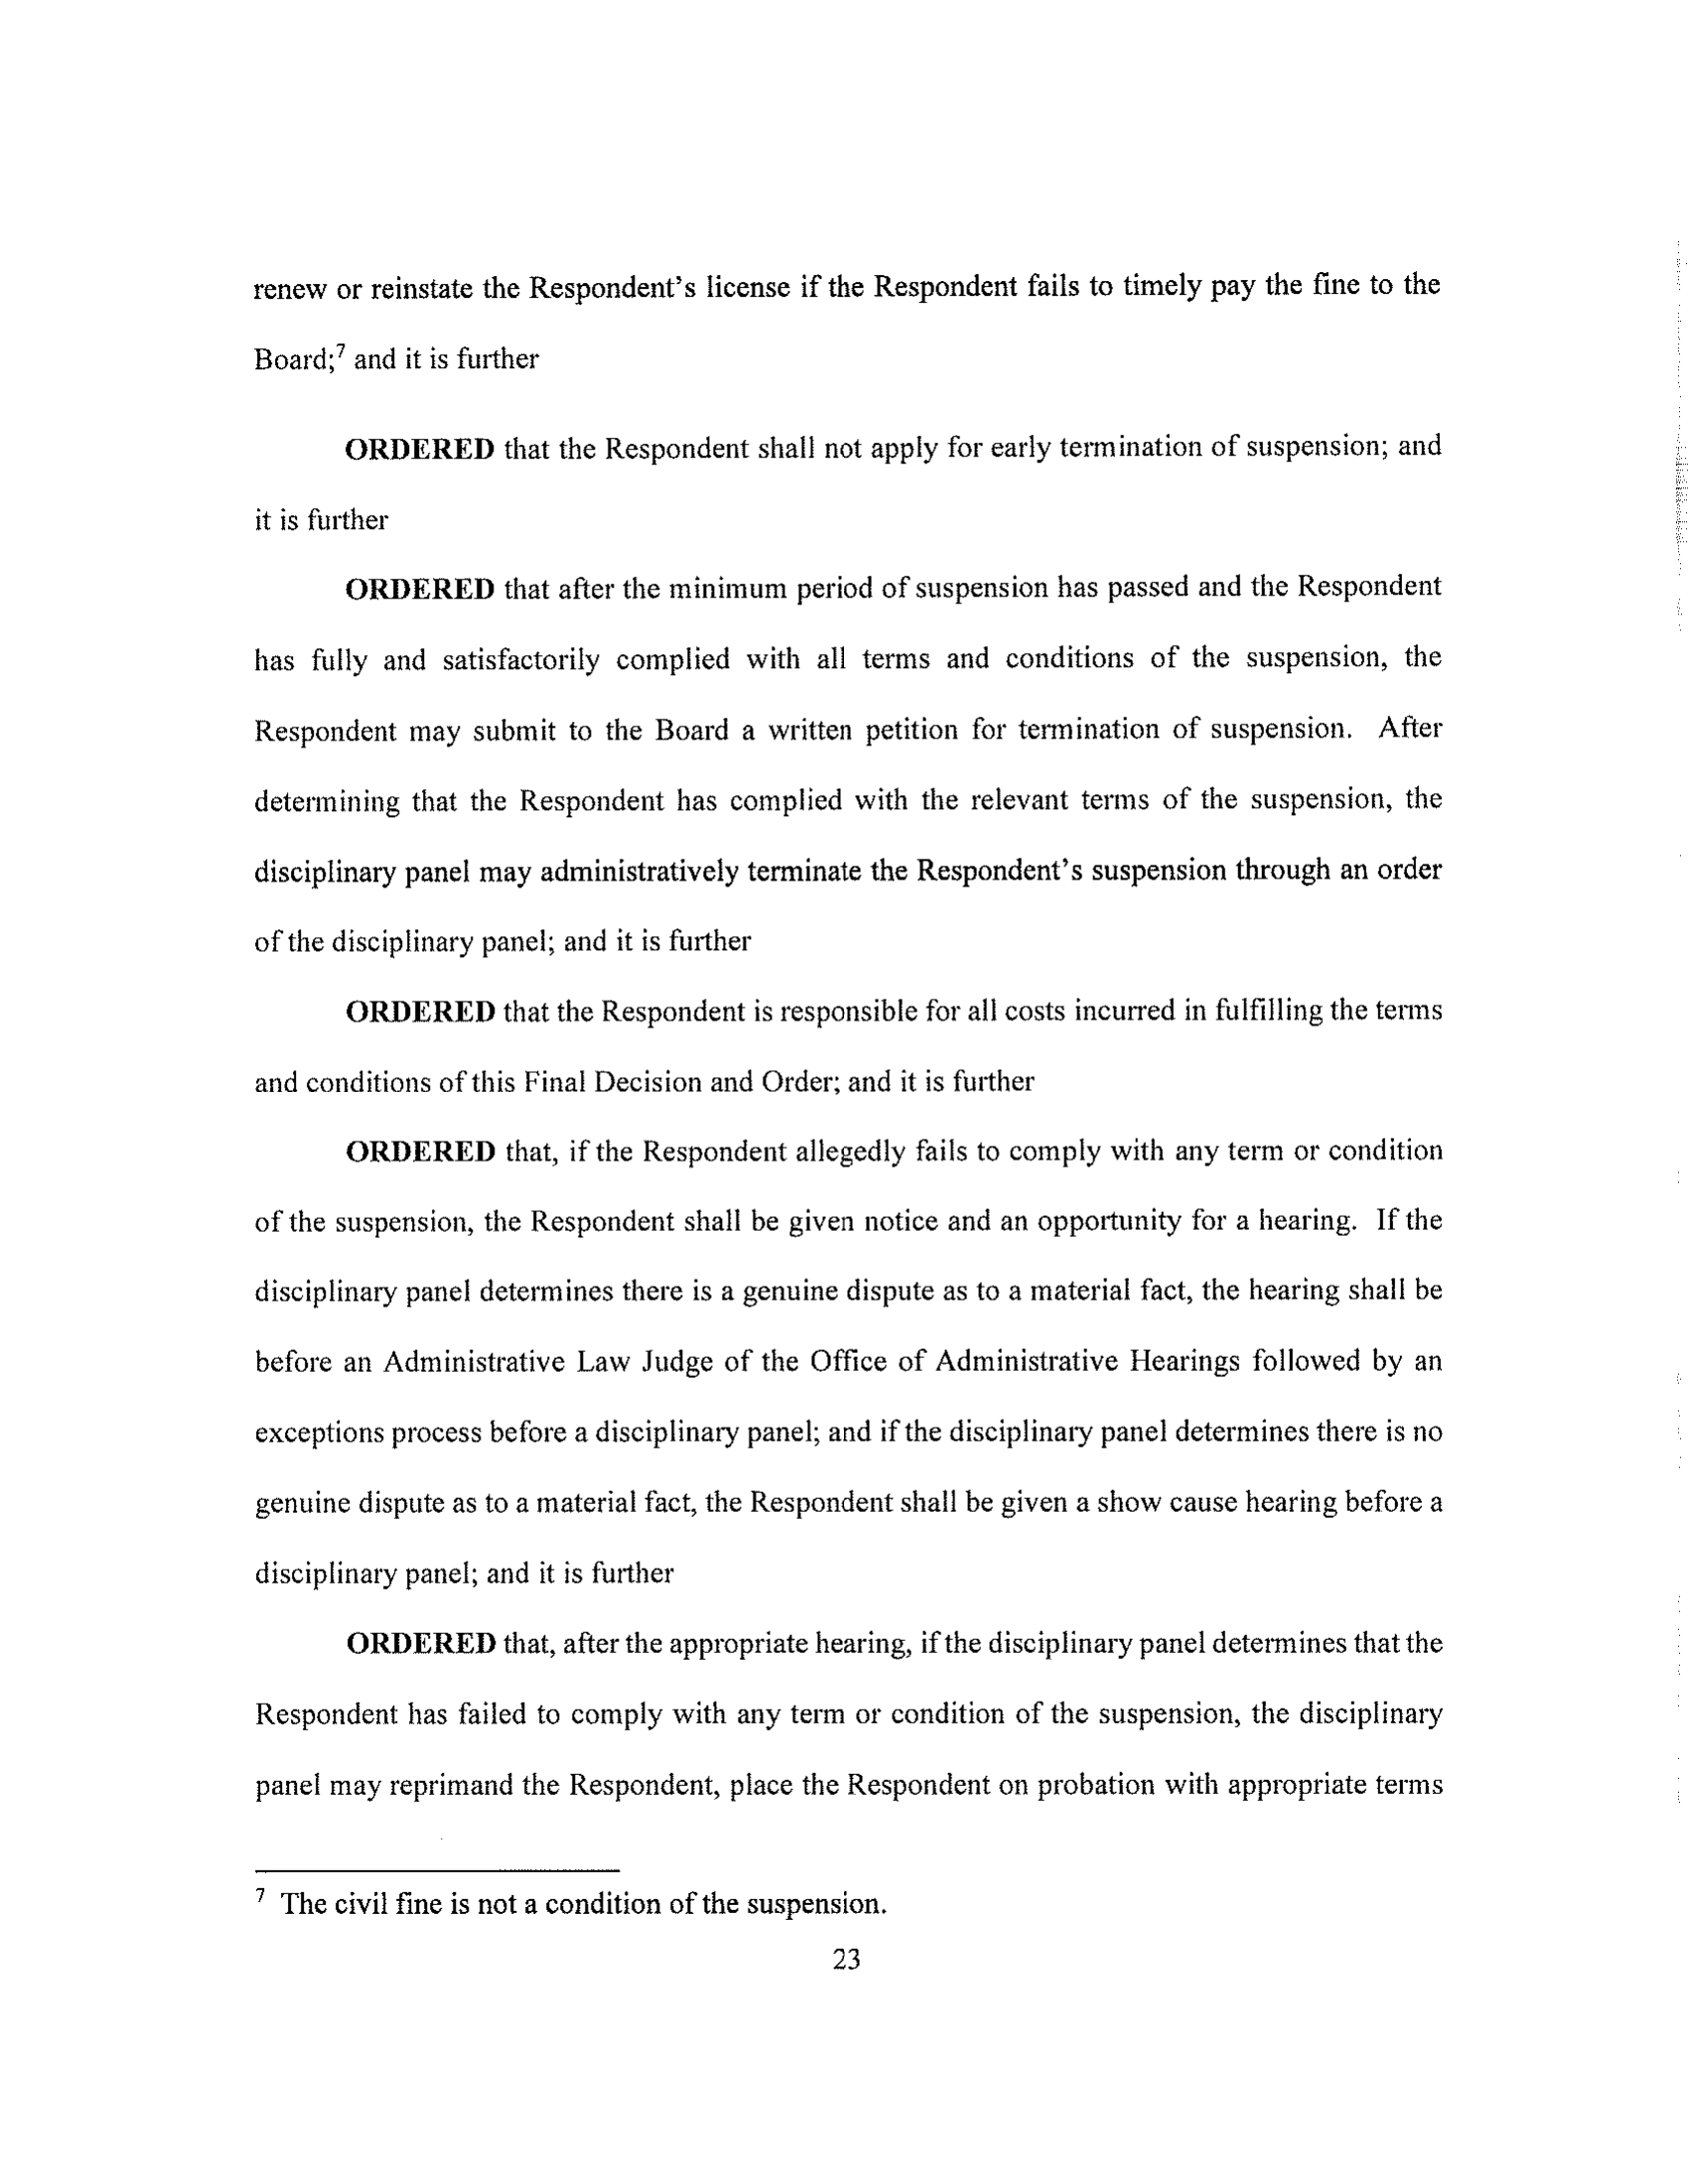 renew or reinstate the Respondent's license if the Respondent fails to timely pay the fine to the
Board;⁷ and it is further
ORDERED that the Respondent shall not apply for early termination of suspension; and
it is further
ORDERED that after the minimum period of suspension has passed and the Respondent
has fully and satisfactorily complied with all terms and conditions of the suspension, the
Respondent may submit to the Board a written petition for termination of suspension. After
determining that the Respondent has complied with the relevant terms of the suspension, the
disciplinary panel may administratively terminate the Respondent's suspension through an order
of the disciplinary panel; and it is further
ORDERED that the Respondent is responsible for all costs incurred in fulfilling the terms
and conditions of this Final Decision and Order; and it is further
ORDERED that, if the Respondent allegedly fails to comply with any term or condition
of the suspension, the Respondent shall be given notice and an opportunity for a hearing. If the
disciplinary panel determines there is a genuine dispute as to a material fact, the hearing shall be
before an Administrative Law Judge of the Office of Administrative Hearings followed by an
exceptions process before a disciplinary panel; and if the disciplinary panel determines there is no
genuine dispute as to a material fact, the Respondent shall be given a show cause hearing before a
disciplinary panel; and it is further
ORDERED that, after the appropriate hearing, if the disciplinary panel determines that the
Respondent has failed to comply with any term or condition of the suspension, the disciplinary
panel may reprimand the Respondent, place the Respondent on probation with appropriate terms
⁷ The civil fine is not a condition of the suspension.
23